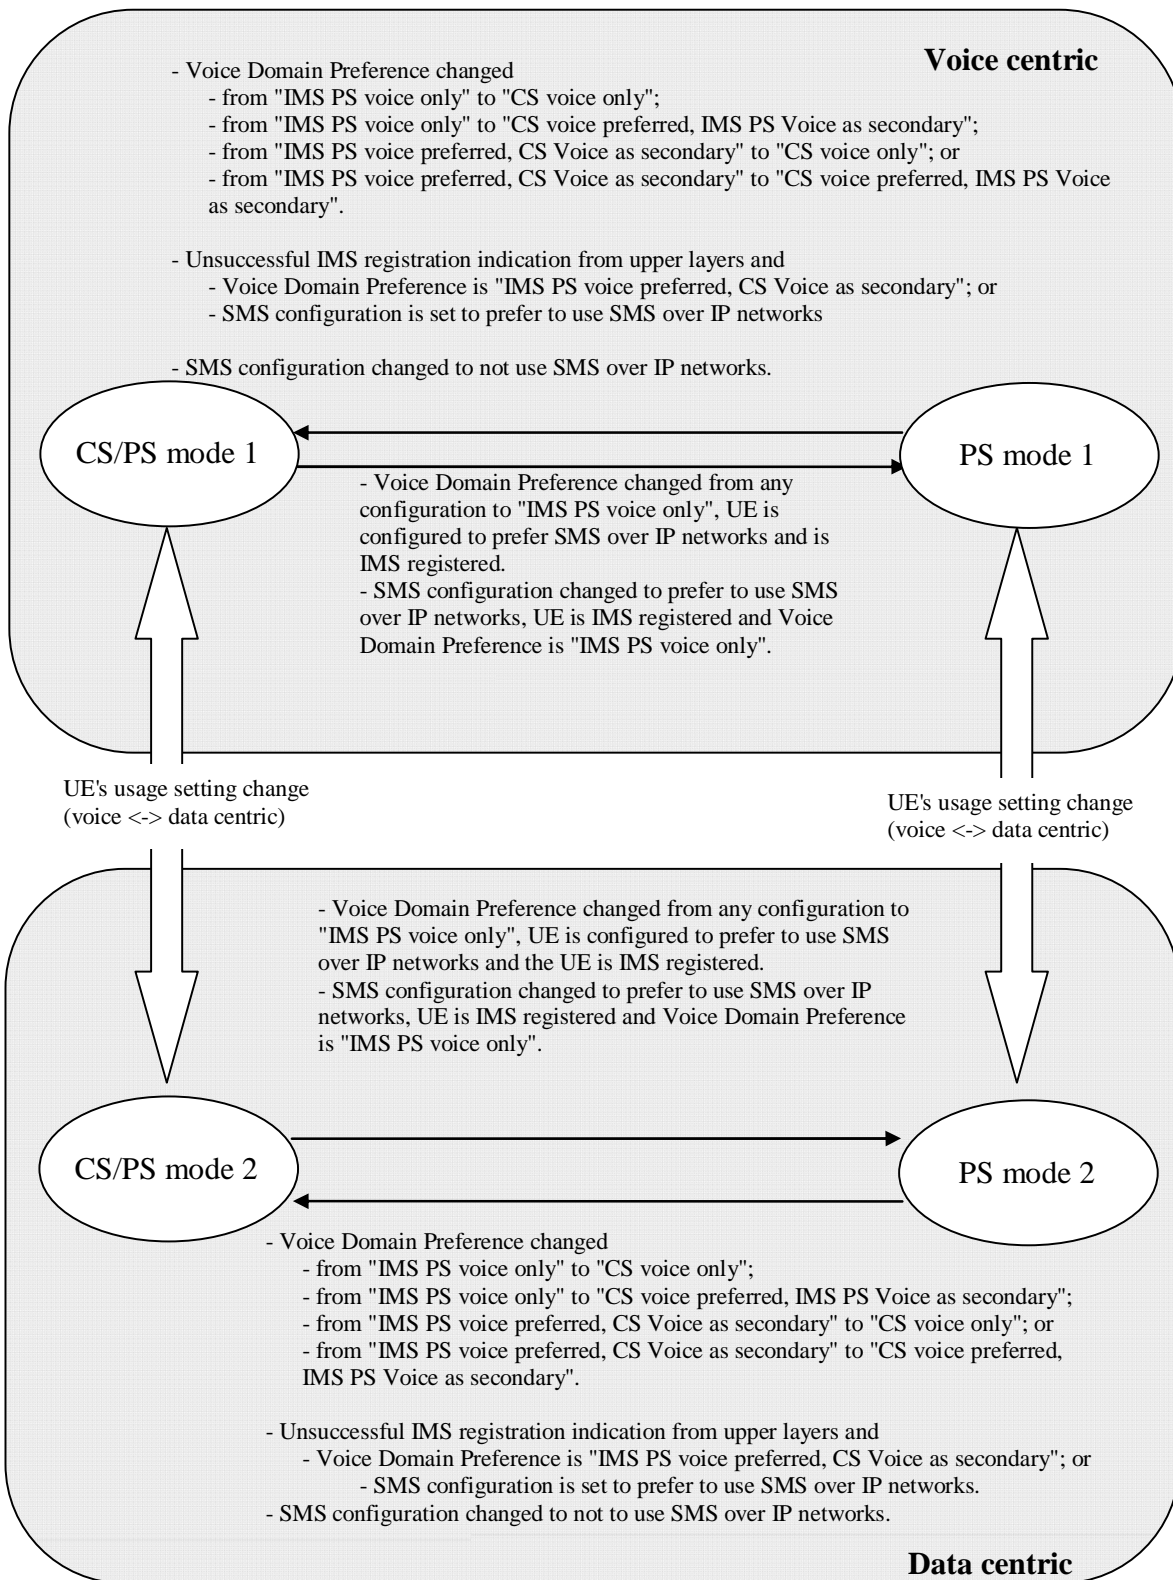 Voice centric
- Voice Domain Preference changed
- from "IMS PS voice only" to "CS voice only";
- from "IMS PS voice only" to "CS voice preferred, IMS PS Voice as secondary";
- from "IMS PS voice preferred, CS Voice as secondary" to "CS voice only"; or
- from "IMS PS voice preferred, CS Voice as secondary" to "CS voice preferred, IMS PS Voice
as secondary".
- Unsuccessful IMS registration indication from upper layers and
- Voice Domain Preference is "IMS PS voice preferred, CS Voice as secondary"; or
- SMS configuration is set to prefer to use SMS over IP networks
- SMS configuration changed to not use SMS over IP networks.
CS/PS mode 1
PS mode 1
- Voice Domain Preference changed from any
configuration to "IMS PS voice only", UE is
configured to prefer SMS over IP networks and is
IMS registered.
- SMS configuration changed to prefer to use SMS
over IP networks, UE is IMS registered and Voice
Domain Preference is "IMS PS voice only".
UE's usage setting change
(voice <-> data centric)
UE's usage setting change
(voice <-> data centric)
- Voice Domain Preference changed from any configuration to
"IMS PS voice only", UE is configured to prefer to use SMS
over IP networks and the UE is IMS registered.
- SMS configuration changed to prefer to use SMS over IP
networks, UE is IMS registered and Voice Domain Preference
is "IMS PS voice only".
CS/PS mode 2
PS mode 2
- Voice Domain Preference changed
- from "IMS PS voice only" to "CS voice only";
- from "IMS PS voice only" to "CS voice preferred, IMS PS Voice as secondary";
- from "IMS PS voice preferred, CS Voice as secondary" to "CS voice only"; or
- from "IMS PS voice preferred, CS Voice as secondary" to "CS voice preferred,
IMS PS Voice as secondary".
- Unsuccessful IMS registration indication from upper layers and
- Voice Domain Preference is "IMS PS voice preferred, CS Voice as secondary"; or
- SMS configuration is set to prefer to use SMS over IP networks.
- SMS configuration changed to not to use SMS over IP networks.
Data centric